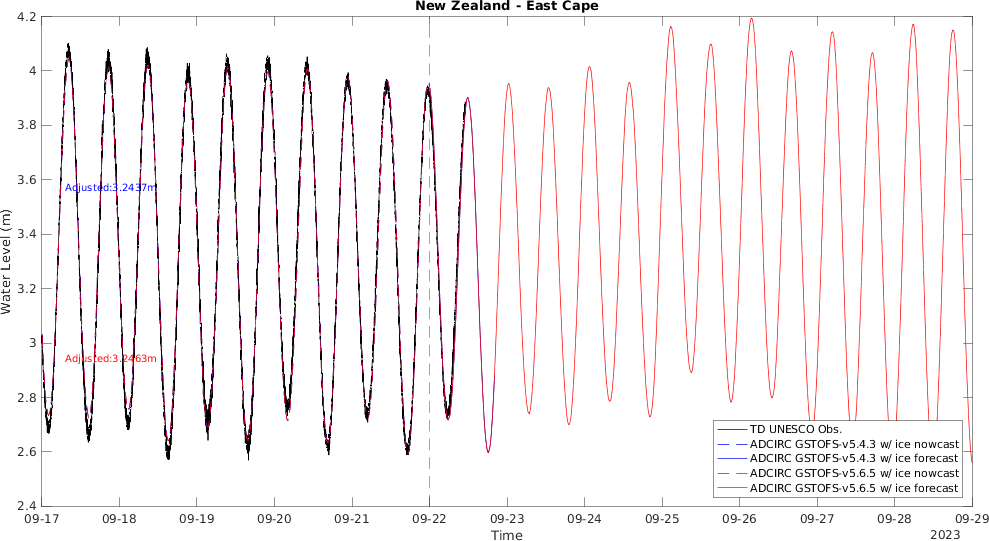 New Zealand - East Cape
4.2
4
3.8
3.6
3.4
3.2
3
2.8
2.6
2.4
Water Level (m)
Adjusted:3.2437m
Adjusted:3.2463m
TD UNESCO Obs.
ADCIRC GSTOFS-v5.4.3 w/ ice nowcast
ADCIRC GSTOFS-v5.4.3 w/ ice forecast
ADCIRC GSTOFS-v5.6.5 w/ ice nowcast
ADCIRC GSTOFS-v5.6.5 w/ ice forecast
09-17 09-18 09-19 09-20 09-21 09-22 09-23 09-24 09-25 09-26 09-27 09-28 09-29
Time
2023